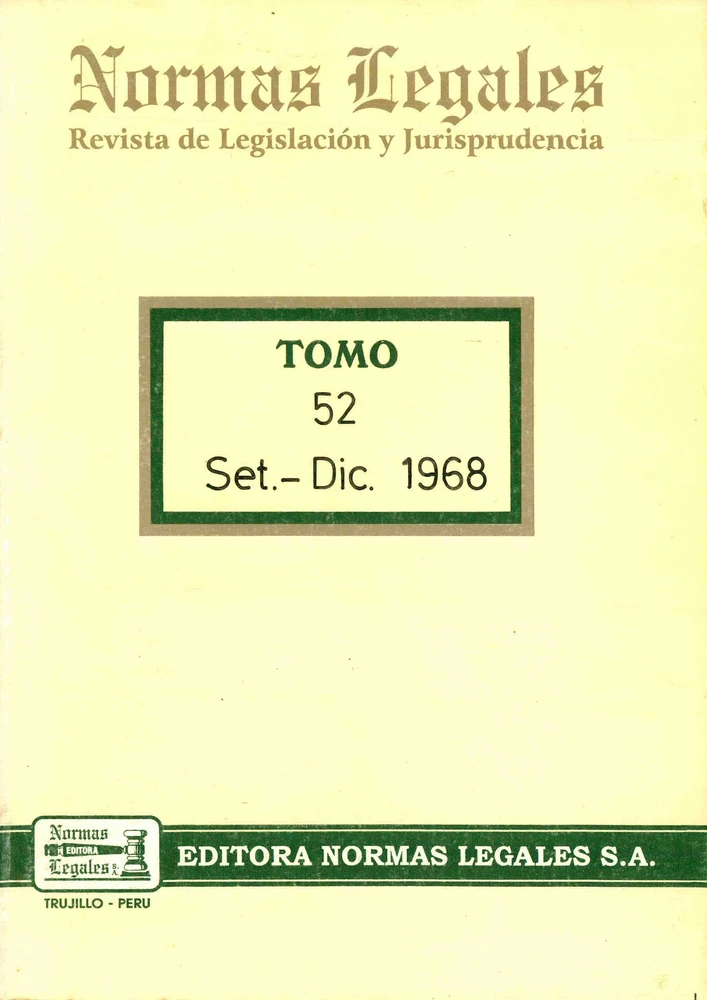 Normas Legales
Revista de Legislación y Jurisprudencia
TOMO
52
Set.- Dic. 1968
Normas
EDITORA
Legales S.A.
EDITORA NORMAS LEGALES S.A.
TRUJILLO - PERU